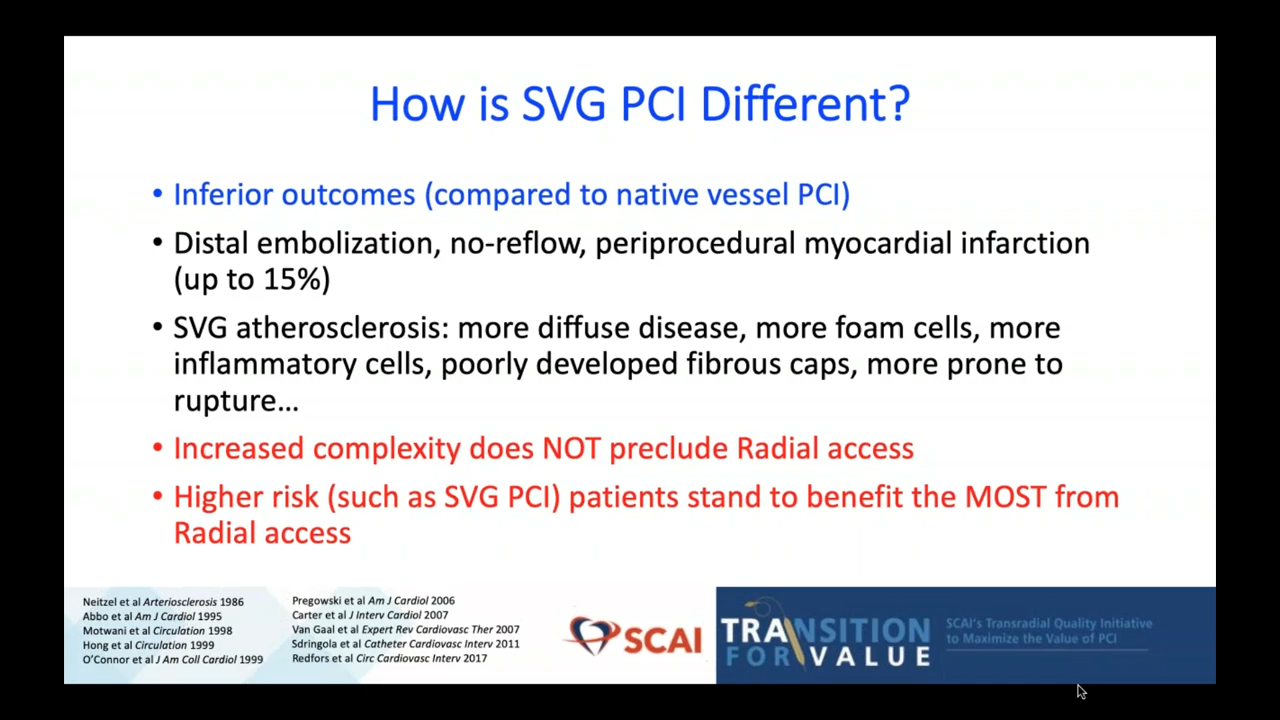 How is SVG PCI Different?
• Inferior outcomes (compared to native vessel PCI)
• Distal embolization, no-reflow, periprocedural myocardial infarction
(up to 15%)
• SVG atherosclerosis: more diffuse disease, more foam cells, more
inflammatory cells, poorly developed fibrous caps, more prone to
rupture...
• Increased complexity does NOT preclude Radial access
• Higher risk (such as SVG PCI) patients stand to benefit the MOST from
Radial access
Neitzel et al Arteriosclerosis 1986
Abbo et al Am J Cardiol 1995
Motwani et al Circulation 1998
Hong et al Circulation 1999
O'Connor et al J Am Coll Cardiol 1999
Pregowski et al Am J Cardiol 2006
Carter et al J Interv Cardiol 2007
Van Gaal et al Expert Rev Cardiovasc Ther 2007
Sdringola et al Catheter Cardiovasc Interv 2011
Redfors et al Circ Cardiovasc Interv 2017
SCAI
TRANSITION
FOR VALUE
SCAI's Transradial Quality Initiative
to Maximize the Value of PCI